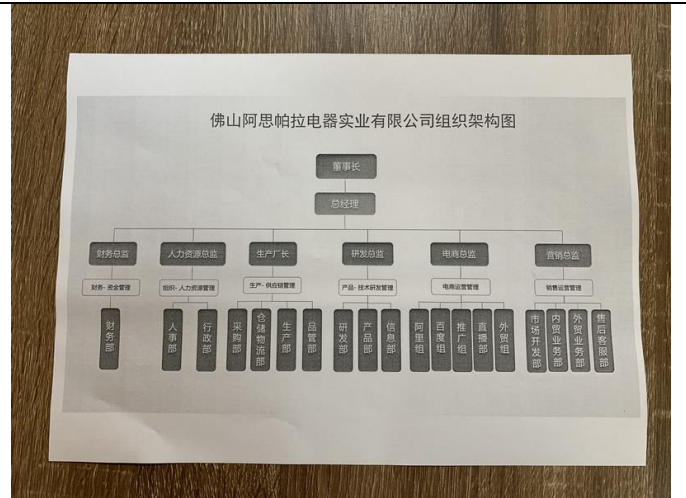 佛山阿思帕拉电器实业有限公司组织架构图
董事长
总经理
财务总监
人力资源总监
生产厂长
研发总监
电商总监
营销总监
财务- 资金管理
组织- 人力资源管理
生产- 供应链管理
产品- 技术研发管理
电商运营管理
销售运营管理
财务部
人事部
行政部
采购部
仓储物流部
生产部
品管部
研发部
产品部
信息部
阿里组
百度组
推广组
直播部
外贸组
市场开发部
内贸业务部
外贸业务部
售后客服部